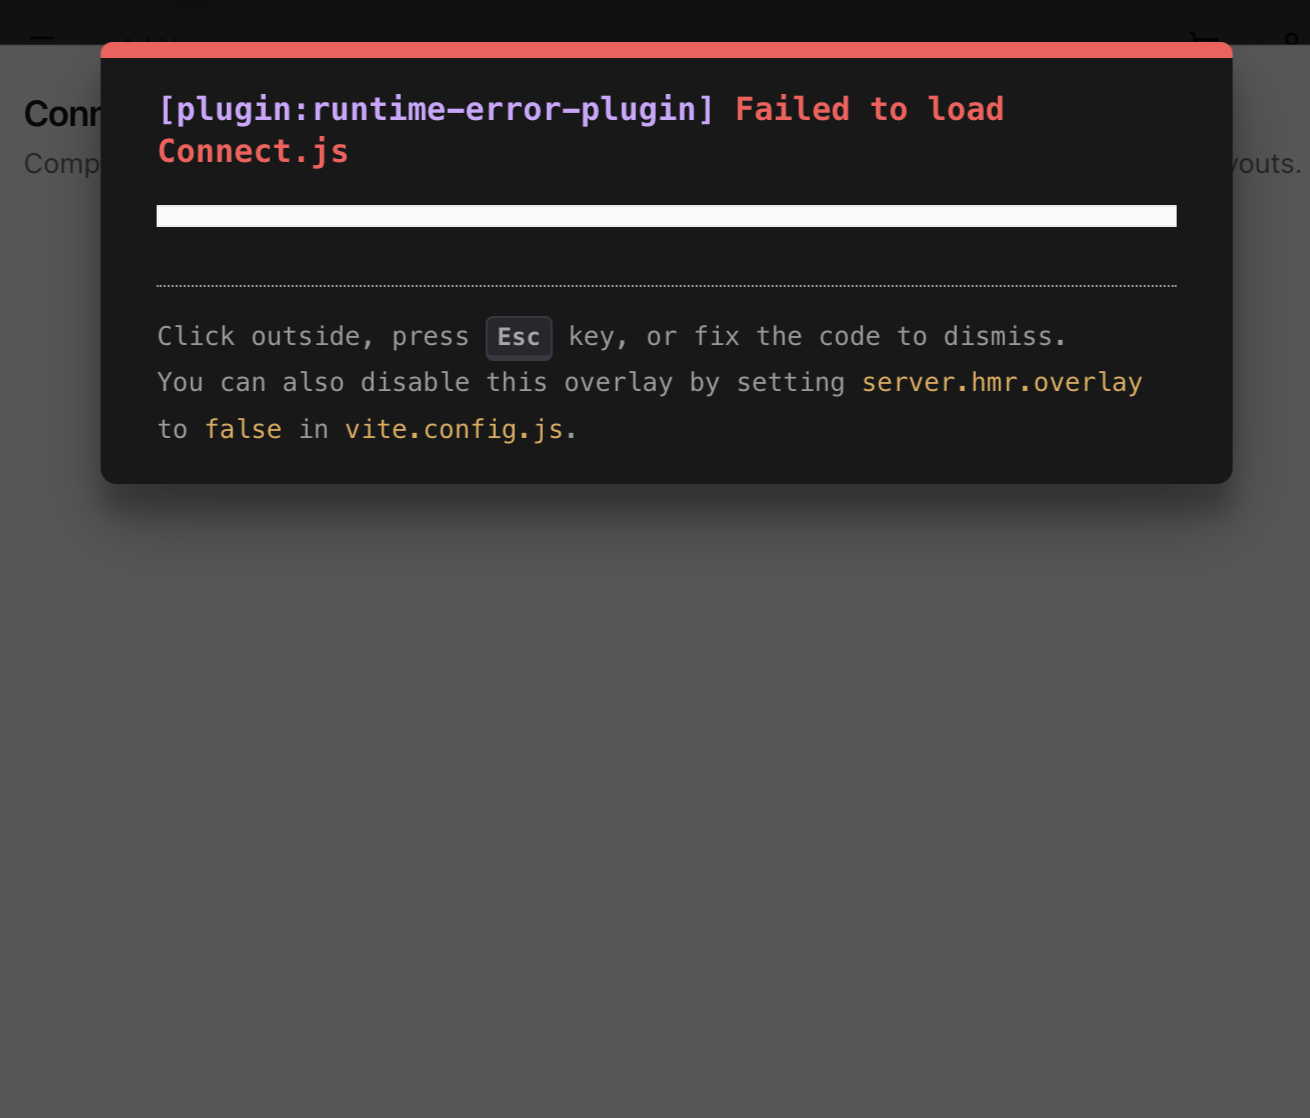 Conn
Comp
youts.
[plugin:runtime-error-plugin] Failed to load
Connect.js
Click outside, press Esc key, or fix the code to dismiss.
You can also disable this overlay by setting server.hmr.overlay
to false in vite.config.js.